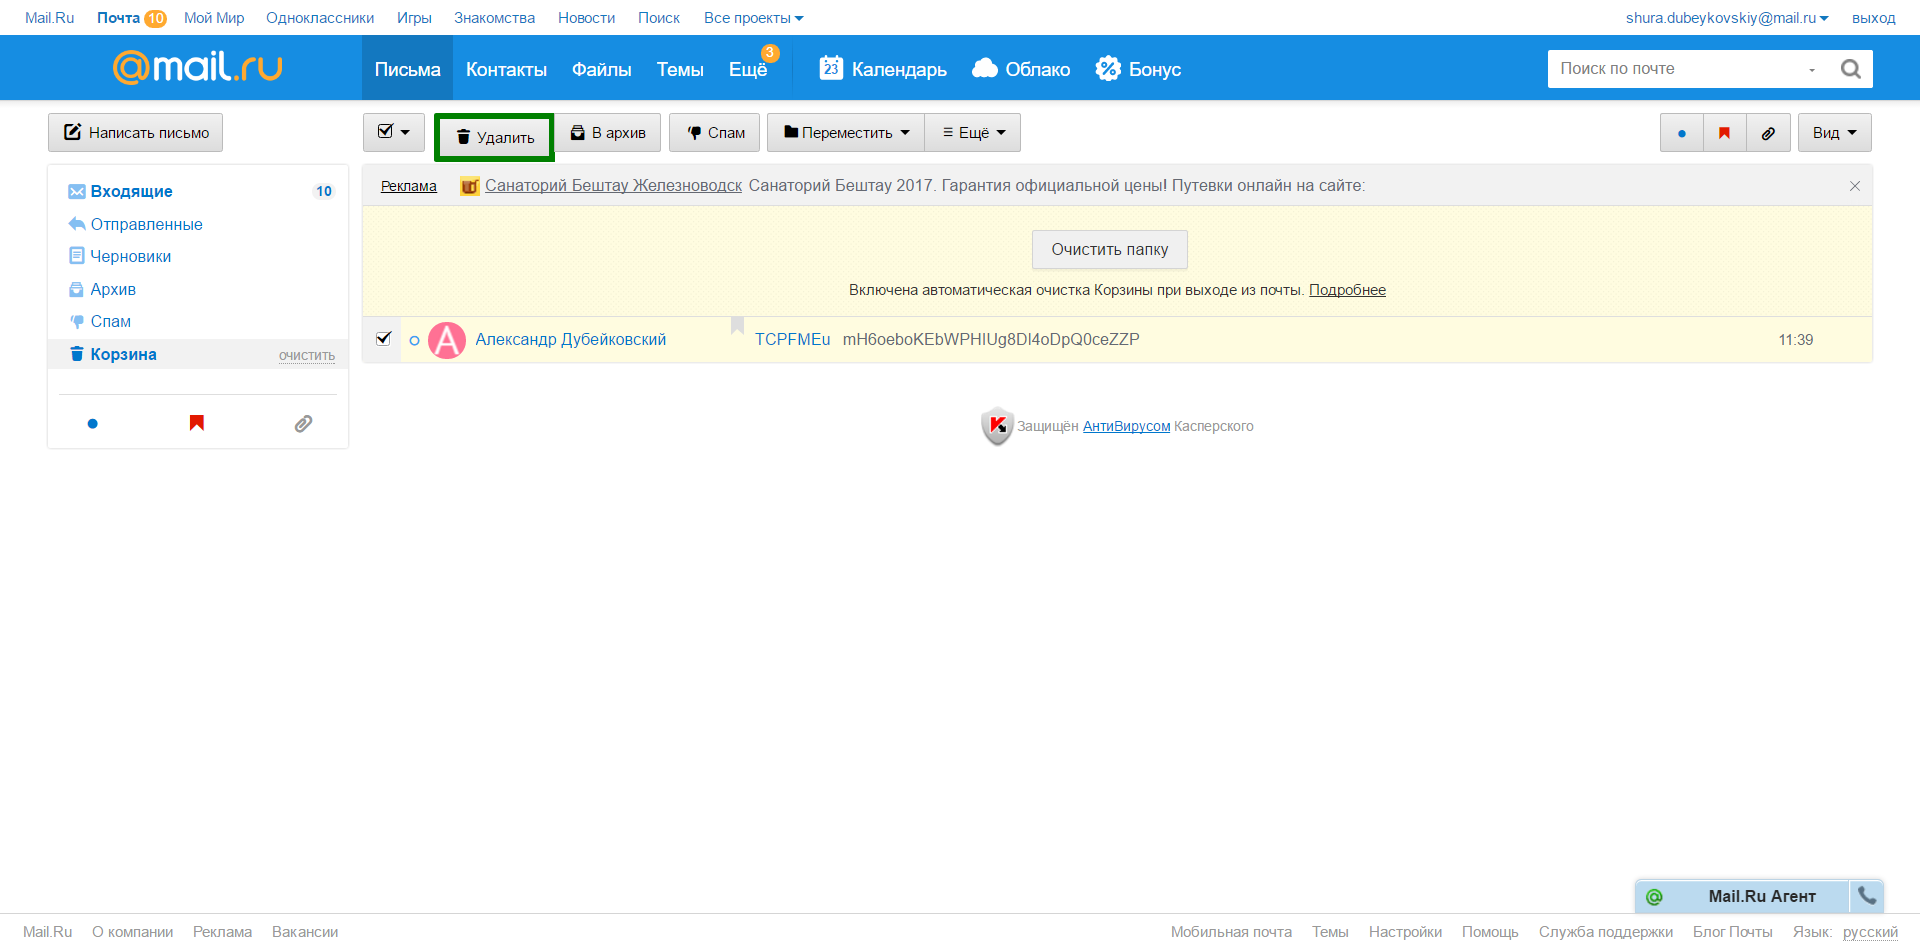 Mail.Ru Почта 10 Мой Мир Одноклассники Игры Знакомства Новости Поиск Все проекты shura.dubeykovskiy@mail.ru выход
@mail.ru Письма Контакты Файлы Темы Ещё 3 23 Календарь Облако Бонус Поиск по почте
Написать письмо Удалить В архив Спам Переместить Ещё Вид
Реклама Санаторий Бештау Железноводск Санаторий Бештау 2017. Гарантия официальной цены! Путевки онлайн на сайте:
Входящие 10
Отправленные
Черновики
Архив
Спам
Корзина очистить
Очистить папку
Включена автоматическая очистка Корзины при выходе из почты. Подробнее
А Александр Дубейковский TCPFMEu mH6oeboKEbWPHIUg8DI4oDpQ0ceZZP 11:39
Защищён АнтиВирусом Касперского
@ Mail.Ru Агент
Mail.Ru О компании Реклама Вакансии Мобильная почта Темы Настройки Помощь Служба поддержки Блог Почты Язык: русский